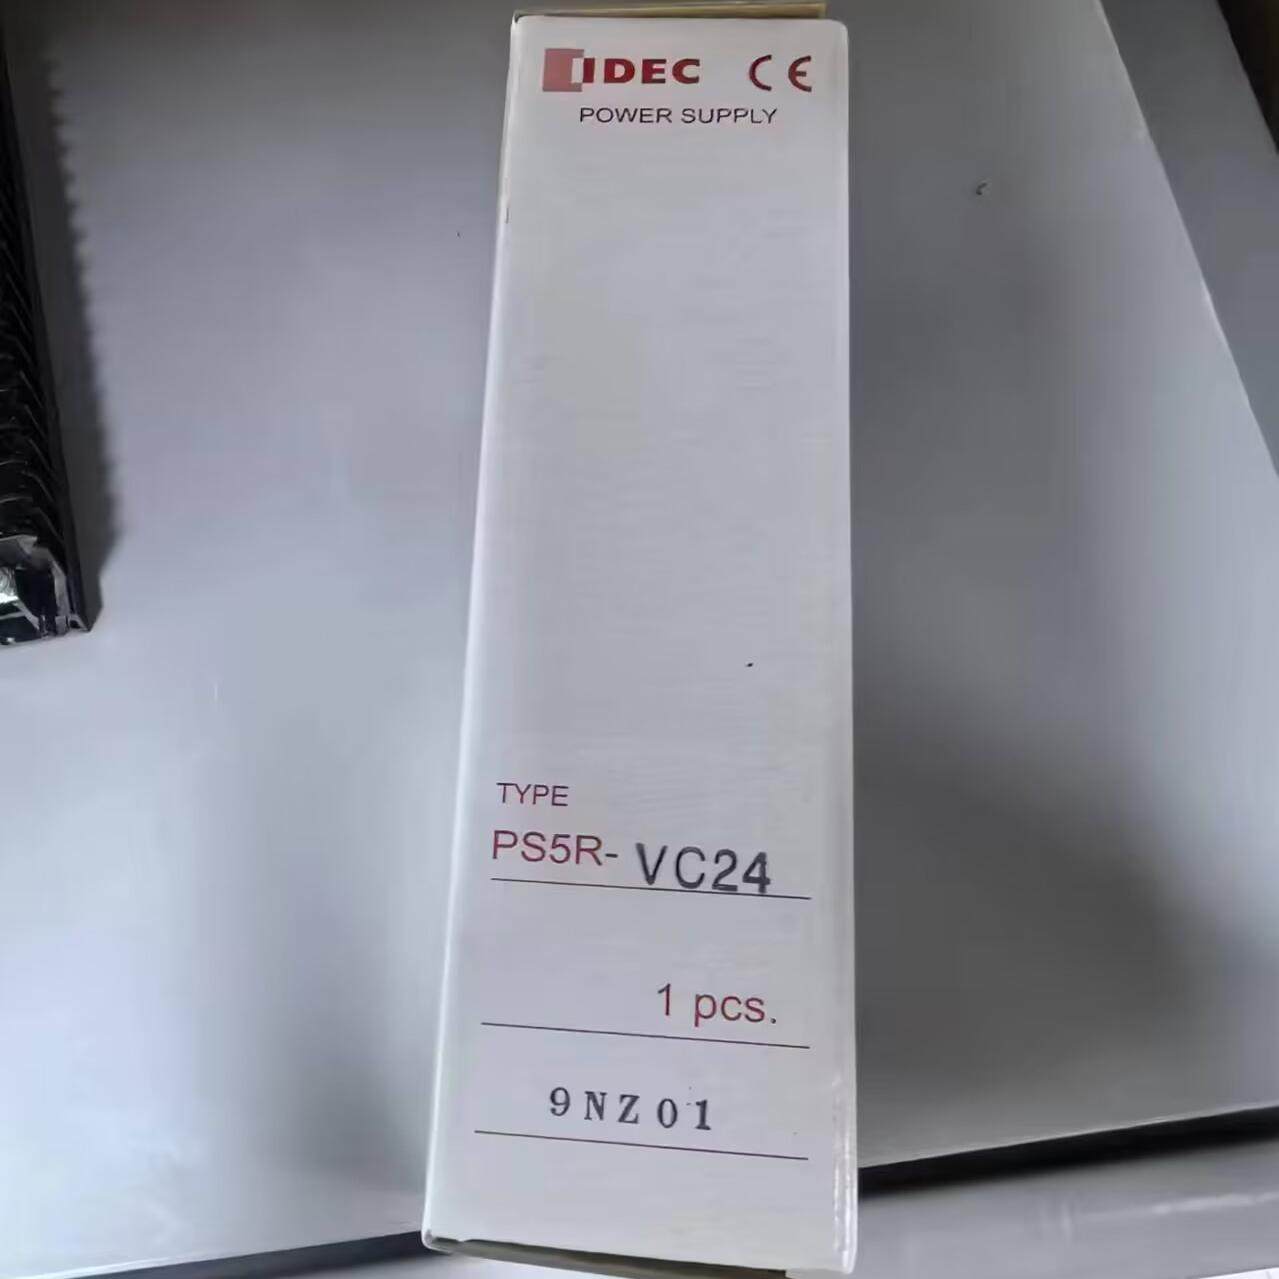 IDEC CE
POWER SUPPLY
TYPE
PS5R- VC24
1 pcs.
9NZ01